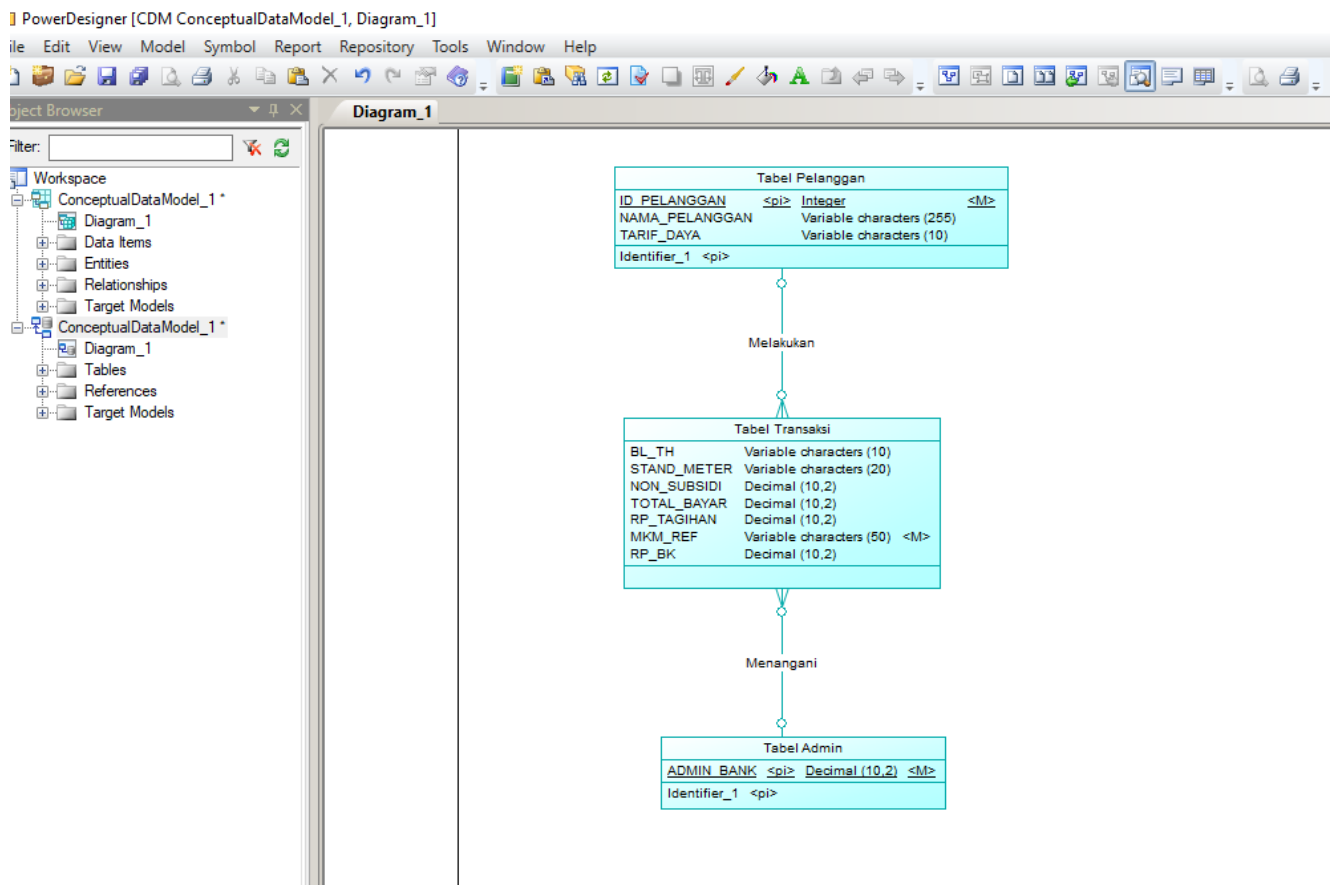 PowerDesigner [CDM ConceptualDataModel_1, Diagram_1]
ile Edit View Model Symbol Report Repository Tools Window Help
bject Browser
Diagram_1
Filter:
Workspace
ConceptualDataModel_1 *
Diagram_1
Data Items
Entities
Relationships
Target Models
ConceptualDataModel_1 *
Diagram_1
Tables
References
Target Models
Tabel Pelanggan
ID_PELANGGAN <pi> Integer <M>
NAMA_PELANGGAN Variable characters (255)
TARIF_DAYA Variable characters (10)
Identifier_1 <pi>
Melakukan
Tabel Transaksi
BL_TH Variable characters (10)
STAND_METER Variable characters (20)
NON_SUBSIDI Decimal (10,2)
TOTAL_BAYAR Decimal (10,2)
RP_TAGIHAN Decimal (10,2)
MKM_REF Variable characters (50) <M>
RP_BK Decimal (10,2)
Menangani
Tabel Admin
ADMIN_BANK <pi> Decimal (10,2) <M>
Identifier_1 <pi>